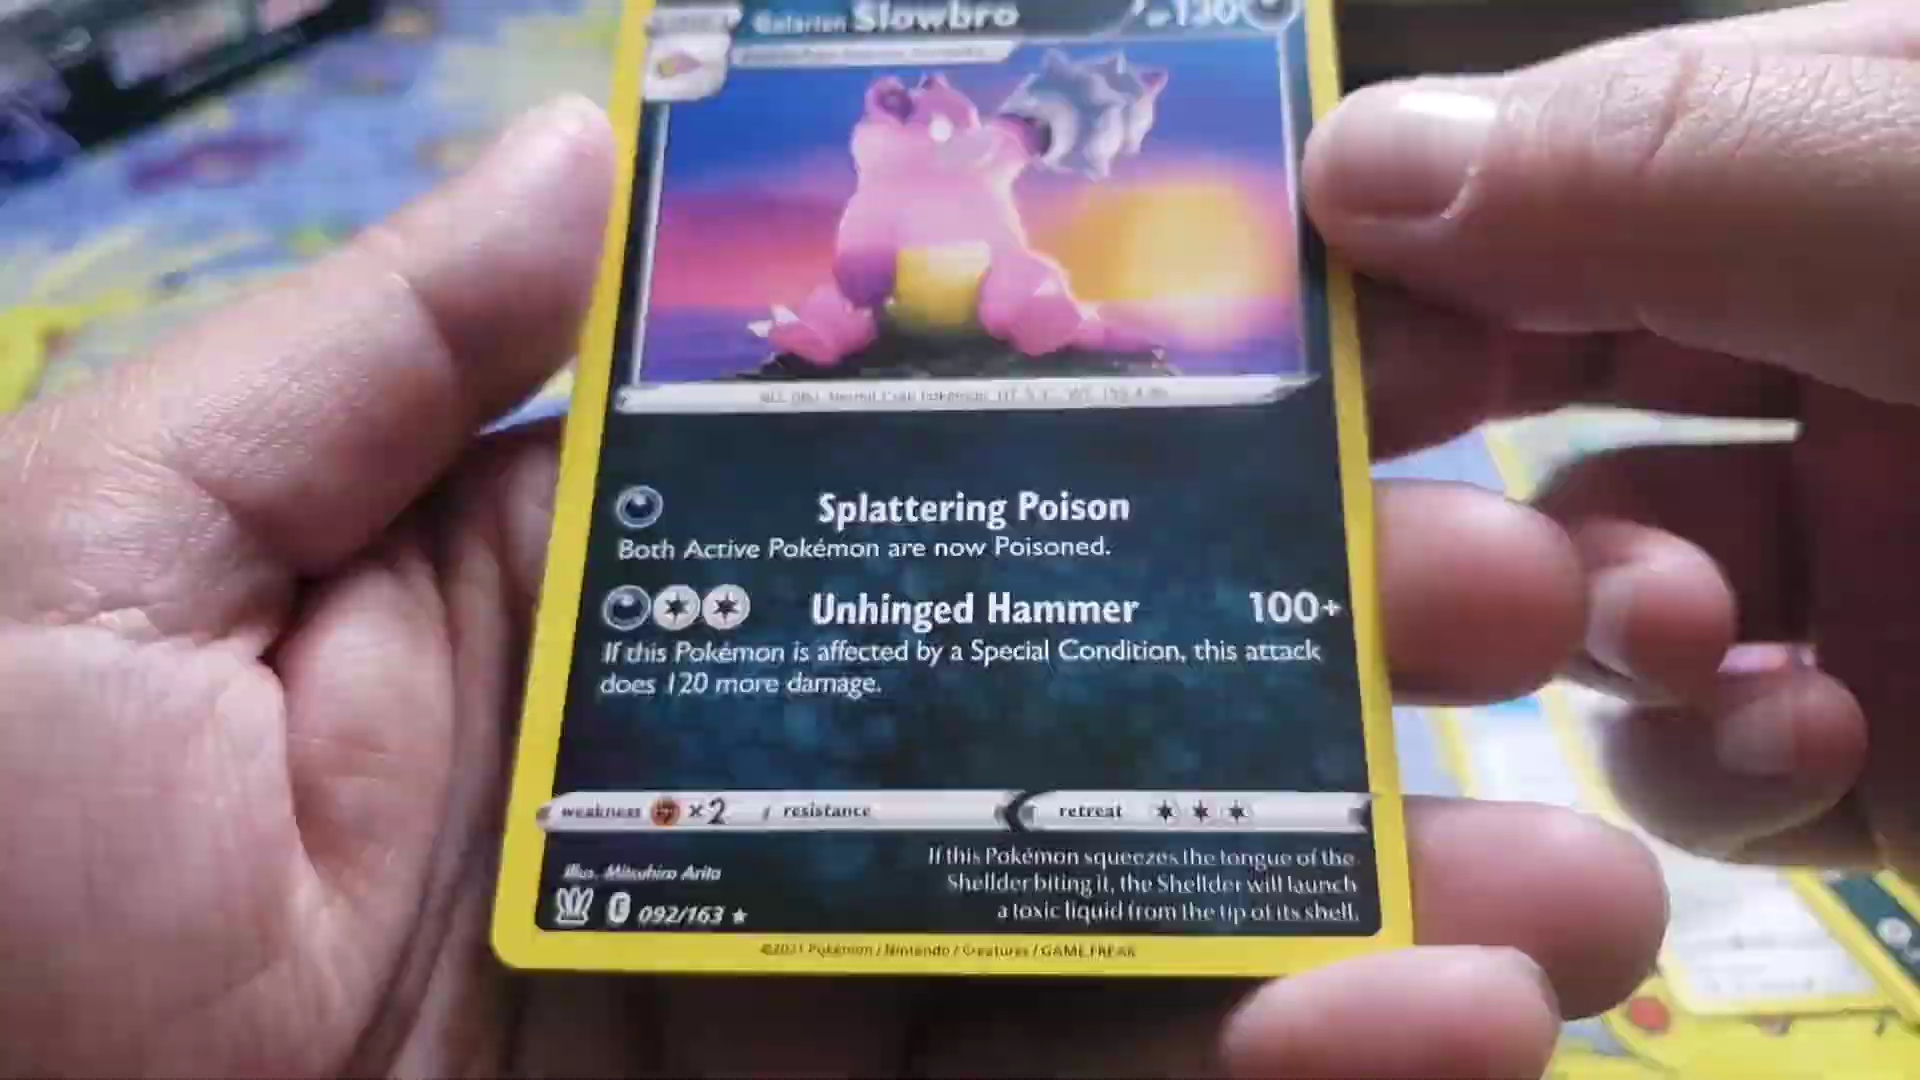 Galarian Slowbro 130
Splattering Poison
Both Active Pokémon are now Poisoned.
Unhinged Hammer 100+
If this Pokémon is affected by a Special Condition, this attack
does 120 more damage.
weakness ×2 resistance retreat
Illus. Mitsuhiro Arita
If this Pokémon squeezes the tongue of the
Shellder biting it, the Shellder will launch
a toxic liquid from the tip of its shell.
E 092/163 ★
©2021 Pokémon / Nintendo / Creatures / GAME FREAK